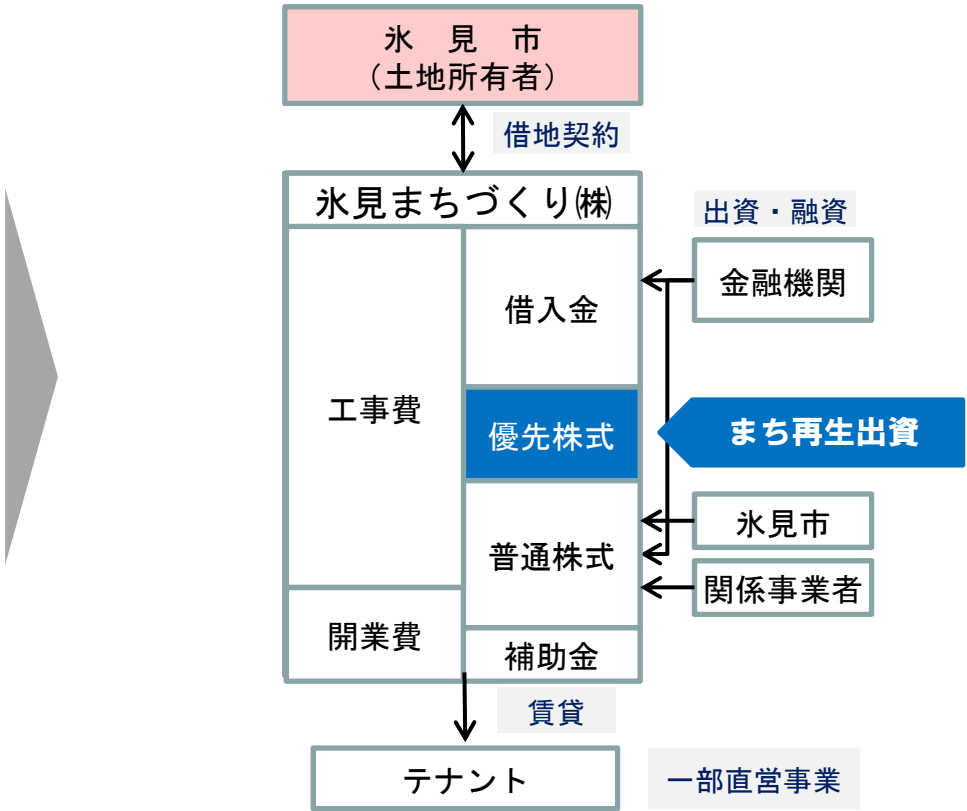 氷　見　市
（土地所有者）
借地契約
氷見まちづくり㈱
出資・融資
金融機関
借入金
工事費
優先株式
まち再生出資
氷見市
普通株式
関係事業者
開業費
補助金
賃貸
テナント
一部直営事業